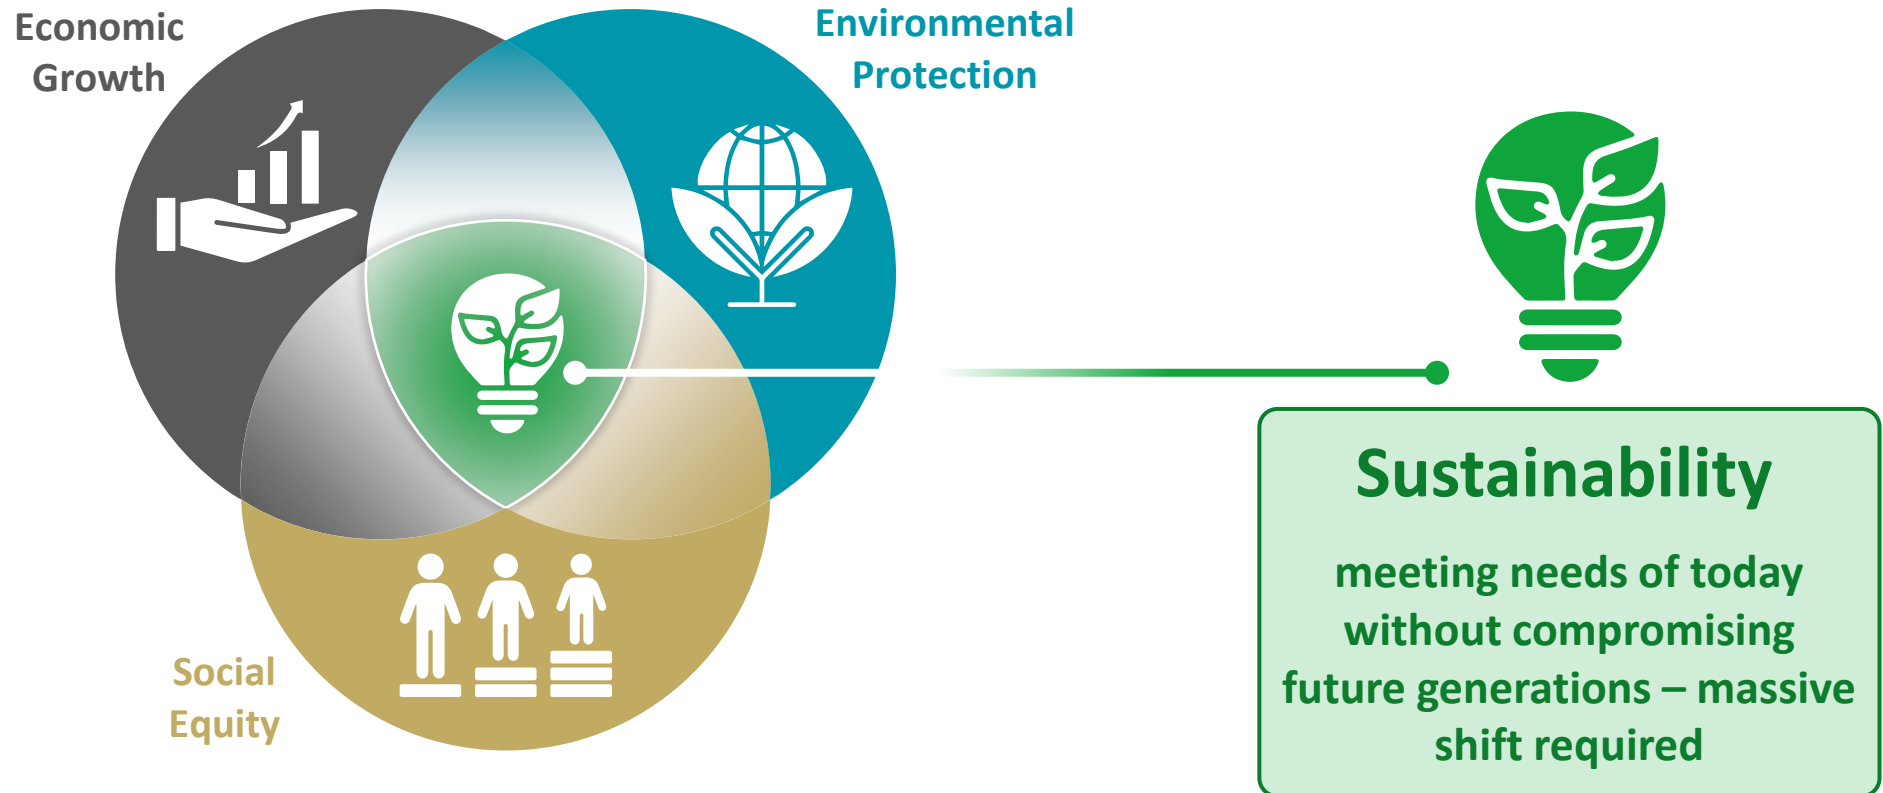 Economic
Growth
Environmental
Protection
Social
Equity
Sustainability
meeting needs of today
without compromising
future generations – massive
shift required